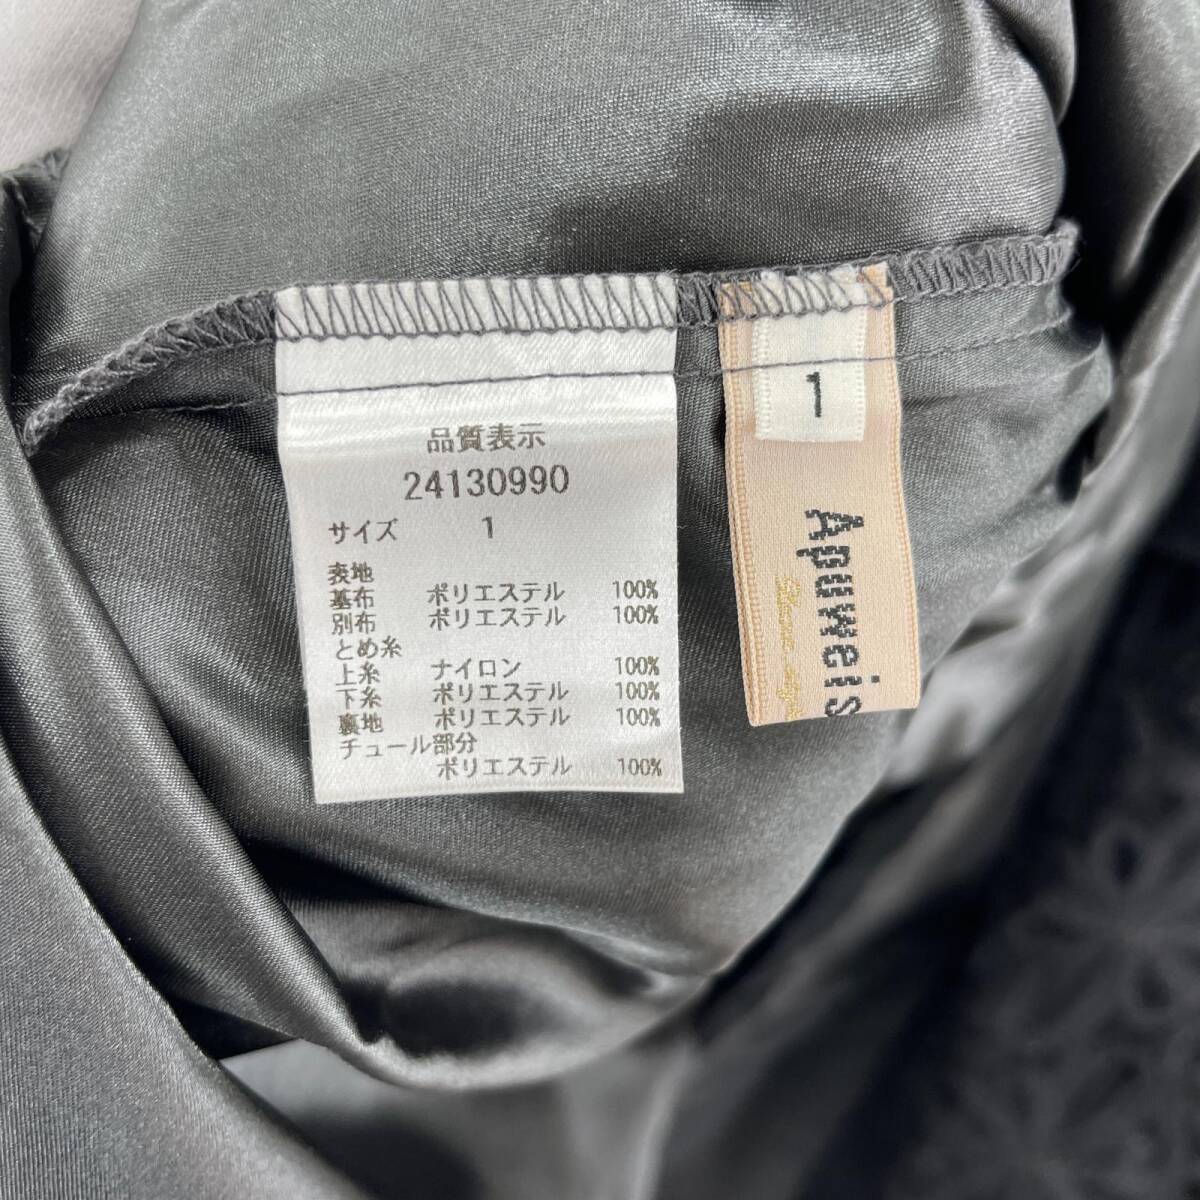 品質表示
24130990
サイズ 1
表地
基布 ポリエステル 100%
別布 ポリエステル 100%
とめ糸
上糸 ナイロン 100%
下糸 ポリエステル 100%
裏地 ポリエステル 100%
チュール部分
ポリエステル 100%
1
Apuweis